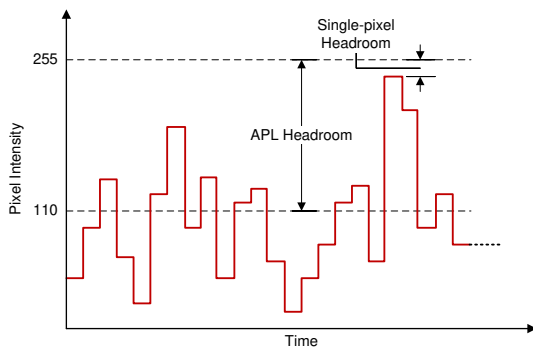 Single-pixel
Headroom
255
APL Headroom
Pixel Intensity
110
Time